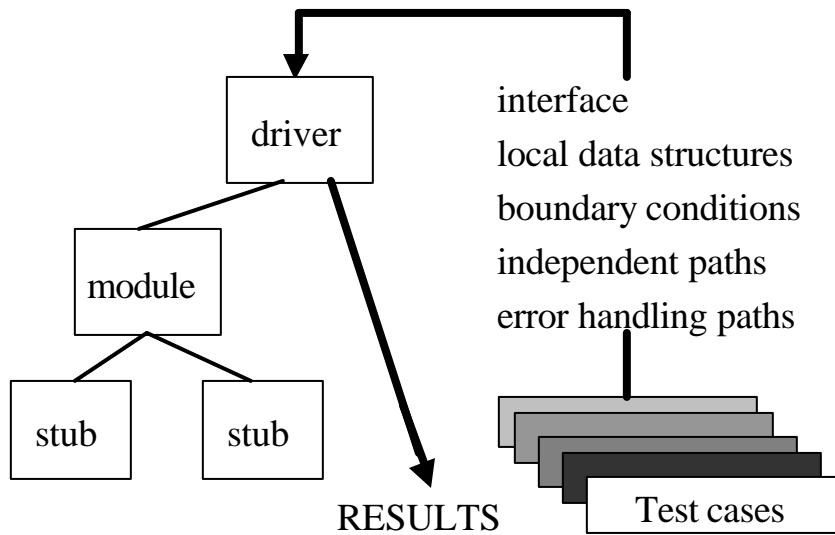 driver
module
stub
stub
RESULTS
interface
local data structures
boundary conditions
independent paths
error handling paths
Test cases